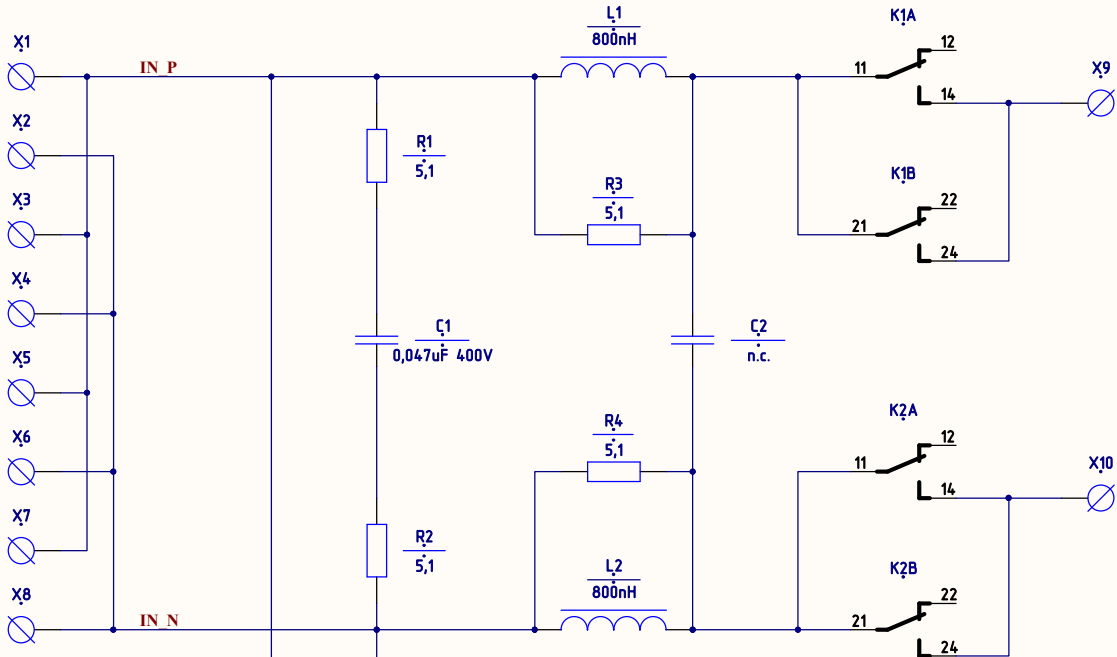 L1
800nH
K1A
X1
IN_P
12
11
14
X9
X2
R1
5,1
K1B
X3
R3
5,1
22
21
24
X4
C1
0,047uF 400V
C2
n.c.
X5
K2A
X6
R4
5,1
12
11
14
X10
X7
R2
5,1
L2
800nH
K2B
X8
IN_N
22
21
24